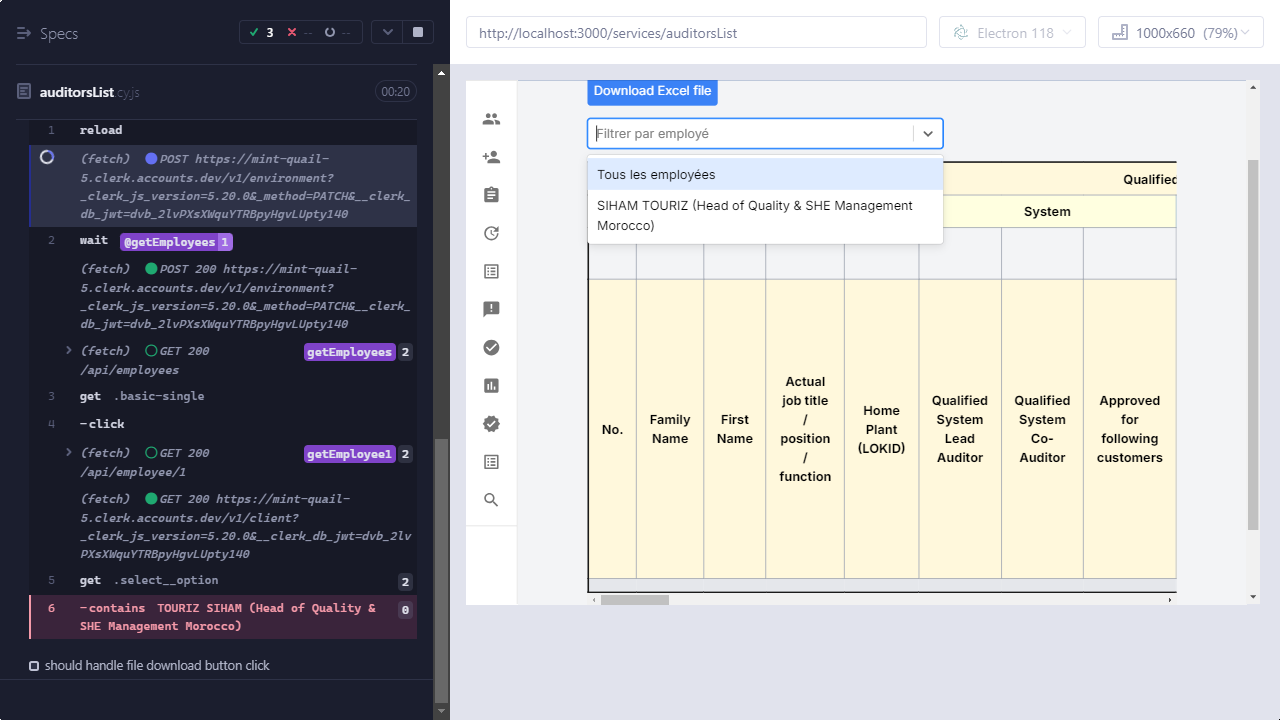 Specs
3
--
--
auditorsList.cy.js
00:20
1 reload
(fetch) POST https://mint-quail-
5.clerk.accounts.dev/v1/environment?
_clerk_js_version=5.20.0&_method=PATCH&__clerk_
db_jwt=dvb_2lvPXsXWquYTRBpyHgvLUpty140
2 wait @getEmployees 1
(fetch) POST 200 https://mint-quail-
5.clerk.accounts.dev/v1/environment?
_clerk_js_version=5.20.0&_method=PATCH&__clerk_
db_jwt=dvb_2lvPXsXWquYTRBpyHgvLUpty140
(fetch) GET 200 getEmployees 2
/api/employees
3 get .basic-single
4 -click
(fetch) GET 200 getEmployee1 2
/api/employee/1
(fetch) GET 200 https://mint-quail-
5.clerk.accounts.dev/v1/client?
_clerk_js_version=5.20.0&__clerk_db_jwt=dvb_2lv
PXsXWquYTRBpyHgvLUpty140
5 get .select__option 2
6 -contains TOURIZ SIHAM (Head of Quality & 0
SHE Management Morocco)
should handle file download button click
http://localhost:3000/services/auditorsList
Electron 118
1000x660 (79%)
Download Excel file
Filtrer par employé
Tous les employées
SIHAM TOURIZ (Head of Quality & SHE Management
Morocco)
Qualified
System
No.
Family
Name
First
Name
Actual
job title
/
position
/
function
Home
Plant
(LOKID)
Qualified
System
Lead
Auditor
Qualified
System
Co-
Auditor
Approved
for
following
customers